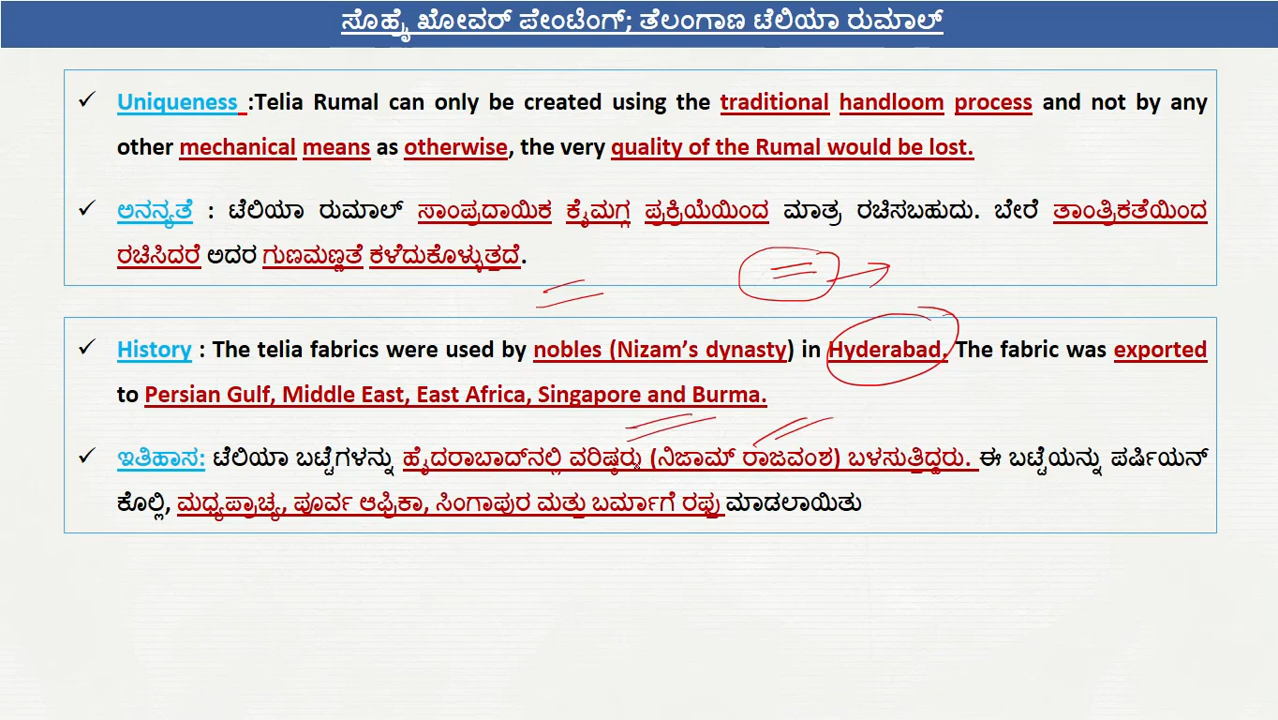 ಸೊಹ್ರೈ ಖೋವರ್ ಪೇಂಟಿಂಗ್; ತೆಲಂಗಾಣ ಟೆಲಿಯಾ ರುಮಾಲ್
✓ Uniqueness :Telia Rumal can only be created using the traditional handloom process and not by any
other mechanical means as otherwise, the very quality of the Rumal would be lost.
✓ ಅನನ್ಯತೆ : ಟೆಲಿಯಾ ರುಮಾಲ್ ಸಾಂಪ್ರದಾಯಿಕ ಕೈಮಗ್ಗ ಪ್ರಕ್ರಿಯೆಯಿಂದ ಮಾತ್ರ ರಚಿಸಬಹುದು. ಬೇರೆ ತಾಂತ್ರಿಕತೆಯಿಂದ
ರಚಿಸಿದರೆ ಅದರ ಗುಣಮಣ್ಣತೆ ಕಳೆದುಕೊಳ್ಳುತ್ತದೆ.
✓ History : The telia fabrics were used by nobles (Nizam’s dynasty) in Hyderabad. The fabric was exported
to Persian Gulf, Middle East, East Africa, Singapore and Burma.
✓ ಇತಿಹಾಸ: ಟೆಲಿಯಾ ಬಟ್ಟೆಗಳನ್ನು ಹೈದರಾಬಾದ್‌ನಲ್ಲಿ ವರಿಷ್ಠರು (ನಿಜಾಮ್ ರಾಜವಂಶ) ಬಳಸುತ್ತಿದ್ದರು. ಈ ಬಟ್ಟೆಯನ್ನು ಪರ್ಷಿಯನ್
ಕೊಲ್ಲಿ, ಮಧ್ಯಪ್ರಾಚ್ಯ, ಪೂರ್ವ ಆಫ್ರಿಕಾ, ಸಿಂಗಾಪುರ ಮತ್ತು ಬರ್ಮಾಗೆ ರಫ್ತು ಮಾಡಲಾಯಿತು